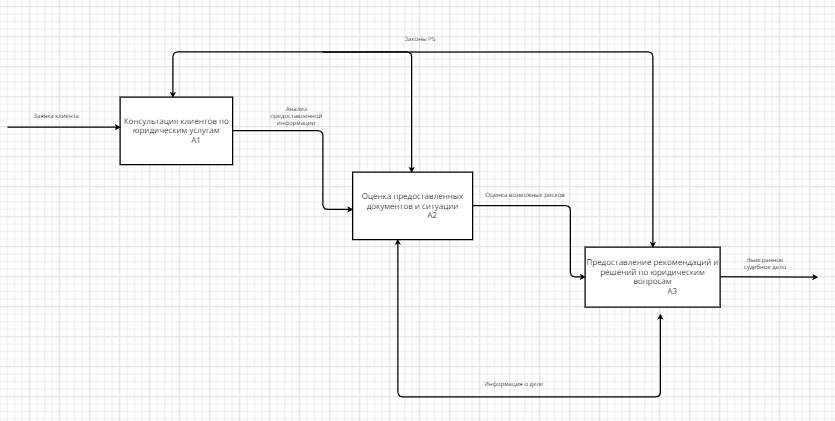 Законы РБ
Заявка клиента
Консультация клиентов по
юридическим услугам
А1
Анализ
предоставленной
информации
Оценка предоставленных
документов и ситуации
А2
Оценка возможных рисков
Предоставление рекомендаций и
решений по юридическим
вопросам
А3
Выигранное
судебное дело
Информация о деле